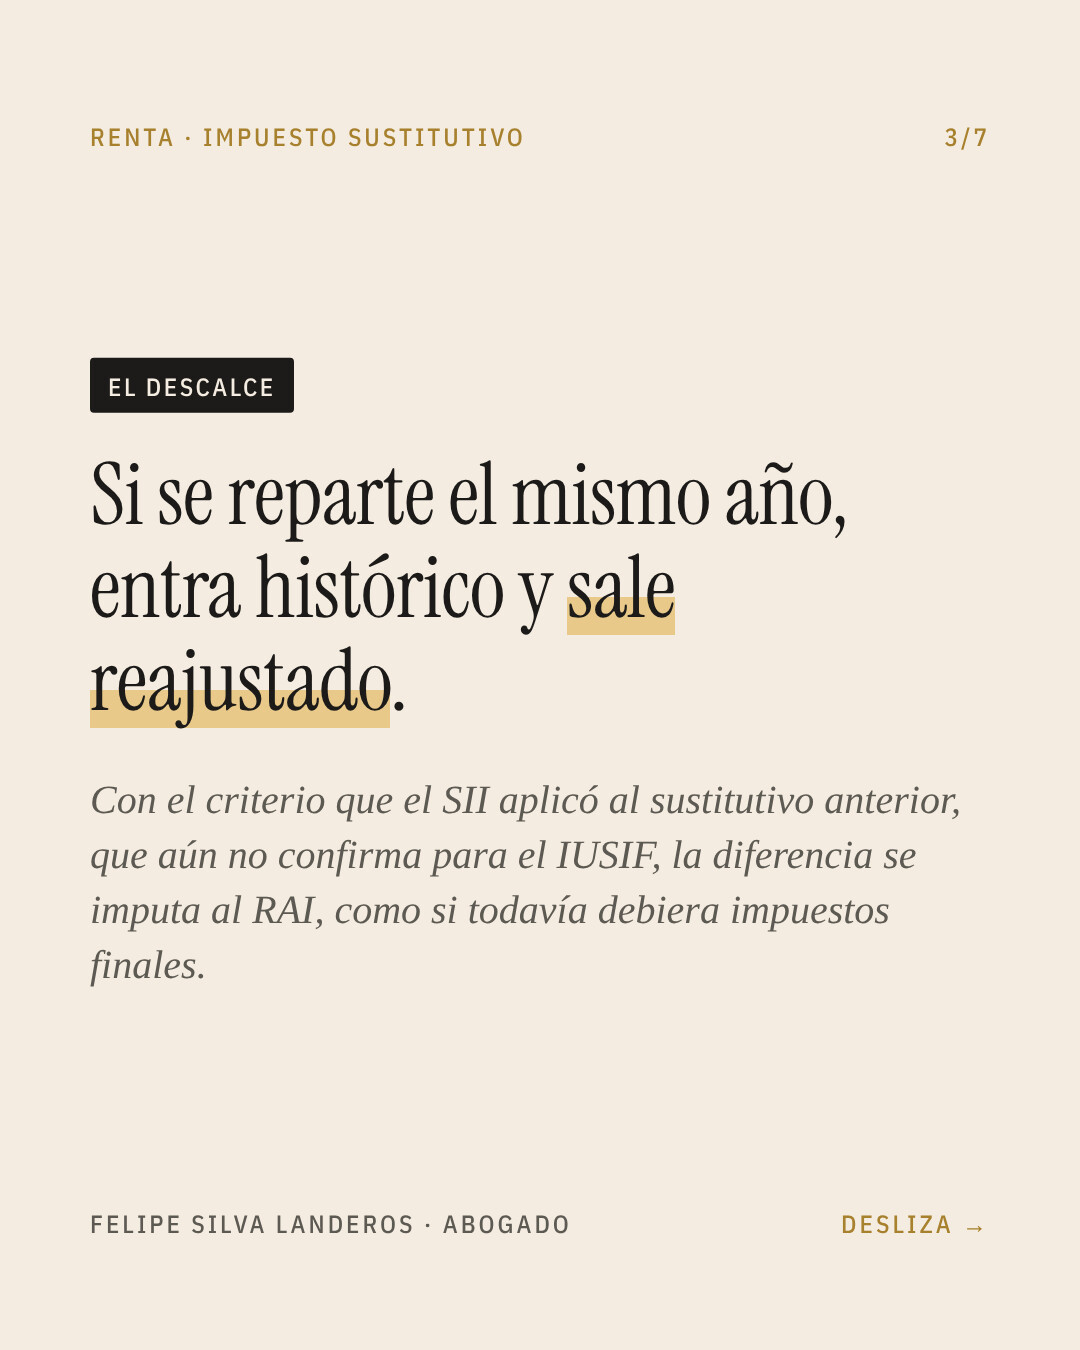 RENTA · IMPUESTO SUSTITUTIVO
3/7
EL DESCALCE
Si se reparte el mismo año,
entra histórico y sale
reajustado.
Con el criterio que el SII aplicó al sustitutivo anterior,
que aún no confirma para el IUSIF, la diferencia se
imputa al RAI, como si todavía debiera impuestos
finales.
FELIPE SILVA LANDEROS · ABOGADO
DESLIZA →